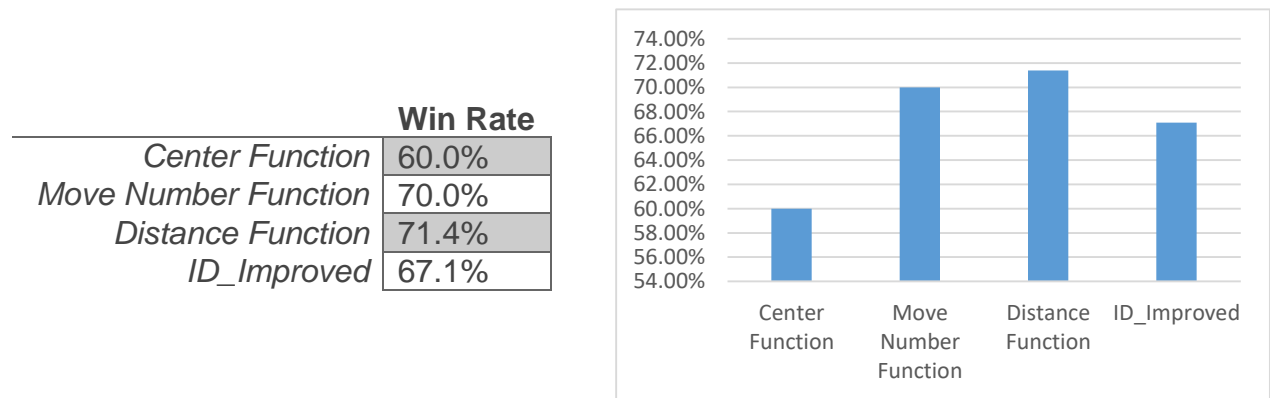 Win Rate
Center Function 60.0%
Move Number Function 70.0%
Distance Function 71.4%
ID_Improved 67.1%
74.00%
72.00%
70.00%
68.00%
66.00%
64.00%
62.00%
60.00%
58.00%
56.00%
54.00%
Center Move Distance ID_Improved
Function Number Function
Function